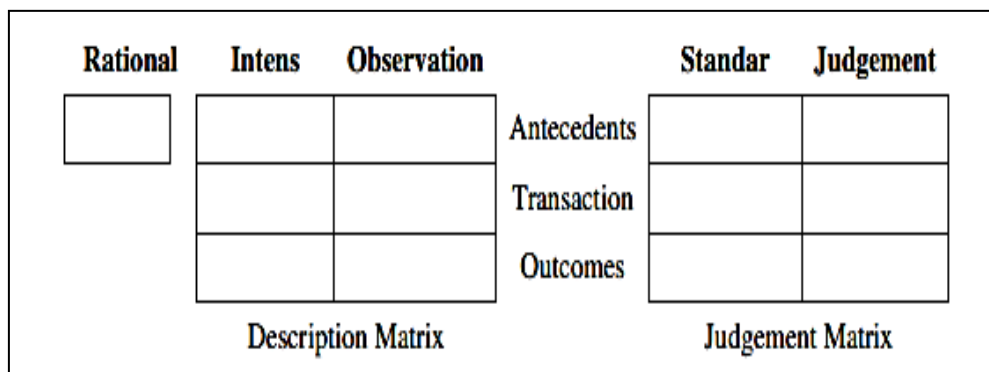 Rational Intens Observation Standar Judgement
Antecedents
Transaction
Outcomes
Description Matrix Judgement Matrix